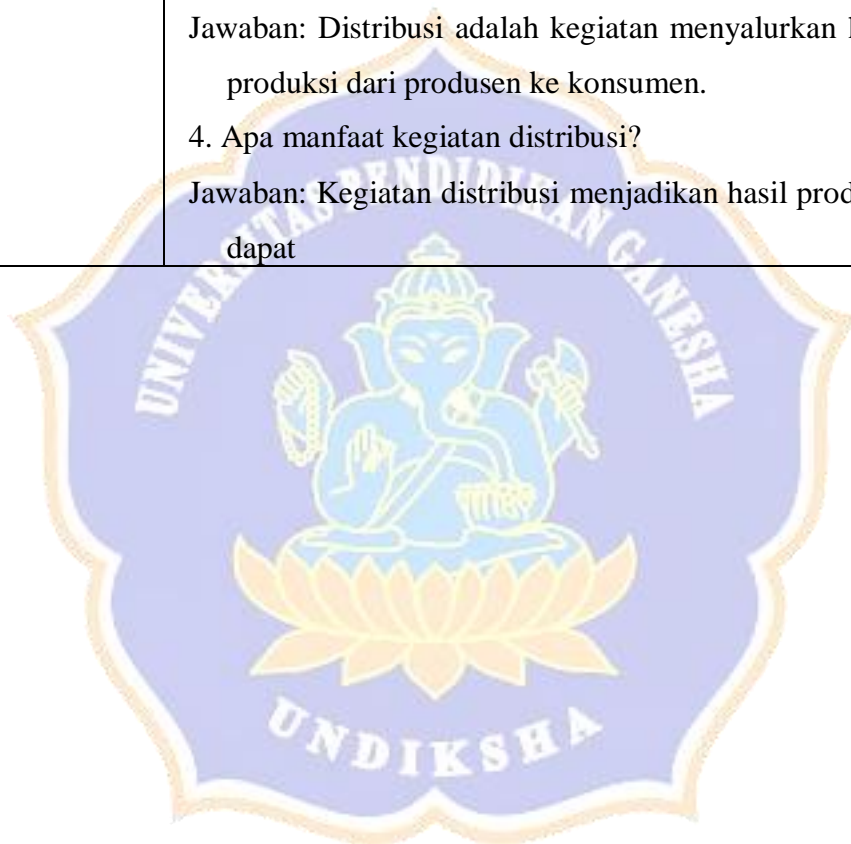 Jawaban: Distribusi adalah kegiatan menyalurkan
produksi dari produsen ke konsumen.
4. Apa manfaat kegiatan distribusi?
Jawaban: Kegiatan distribusi menjadikan hasil prod
dapat
UNIVERSITAS PENDIDIKAN GANESHA
UNDIKSHA